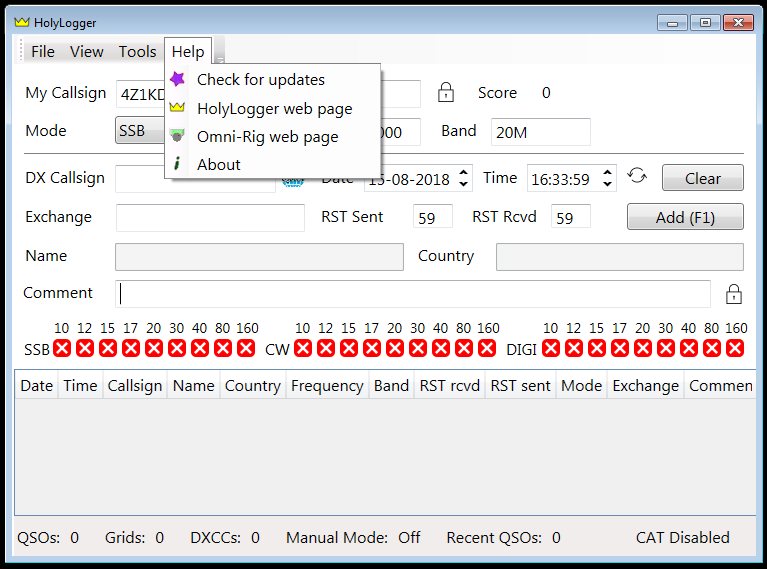 HolyLogger
File View Tools Help
Check for updates
HolyLogger web page
Omni-Rig web page
About
My Callsign 4Z1KD Score 0
Mode SSB 000 Band 20M
DX Callsign Date 15-08-2018 Time 16:33:59 Clear
Exchange RST Sent 59 RST Rcvd 59 Add (F1)
Name Country
Comment
10 12 15 17 20 30 40 80 160 10 12 15 17 20 30 40 80 160 10 12 15 17 20 30 40 80 160
SSB CW DIGI
Date Time Callsign Name Country Frequency Band RST rcvd RST sent Mode Exchange Commen
QSOs: 0 Grids: 0 DXCCs: 0 Manual Mode: Off Recent QSOs: 0 CAT Disabled